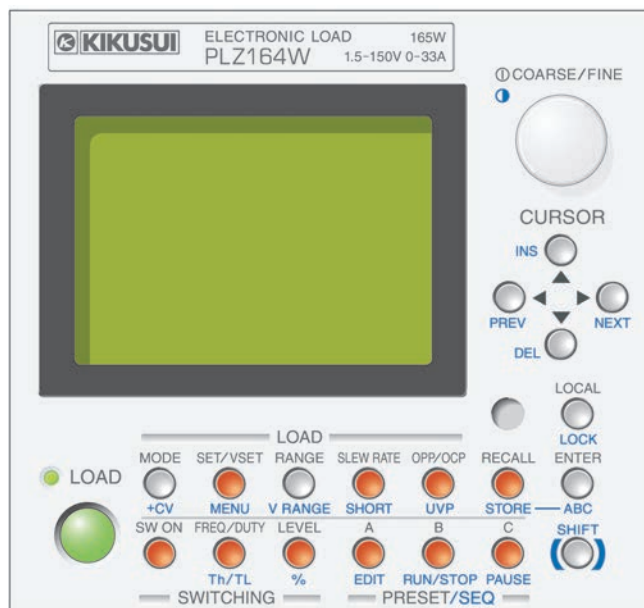 KIKUSUI ELECTRONIC LOAD 165W
PLZ164W 1.5-150V 0-33A
COARSE/FINE
CURSOR
INS
PREV NEXT
DEL
LOCAL
LOCK
LOAD
MODE SET/VSET RANGE SLEW RATE OPP/OCP RECALL ENTER
LOAD
+CV MENU V RANGE SHORT UVP STORE ABC
SW ON FREQ/DUTY LEVEL A B C SHIFT
Th/TL % EDIT RUN/STOP PAUSE
SWITCHING PRESET/SEQ